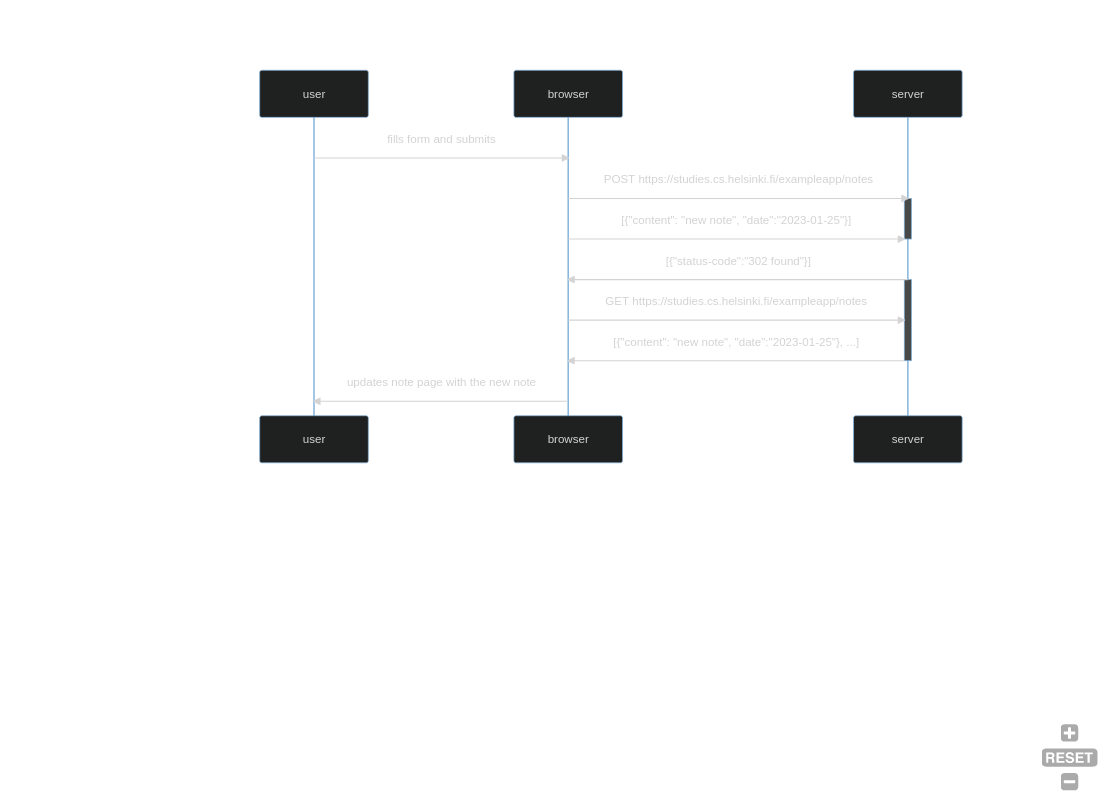 user
browser
server
fills form and submits
POST https://studies.cs.helsinki.fi/exampleapp/notes
[{"content": "new note", "date":"2023-01-25"}]
[{"status-code":"302 found"}]
GET https://studies.cs.helsinki.fi/exampleapp/notes
[{"content": "new note", "date":"2023-01-25"}, ...]
updates note page with the new note
user
browser
server
RESET